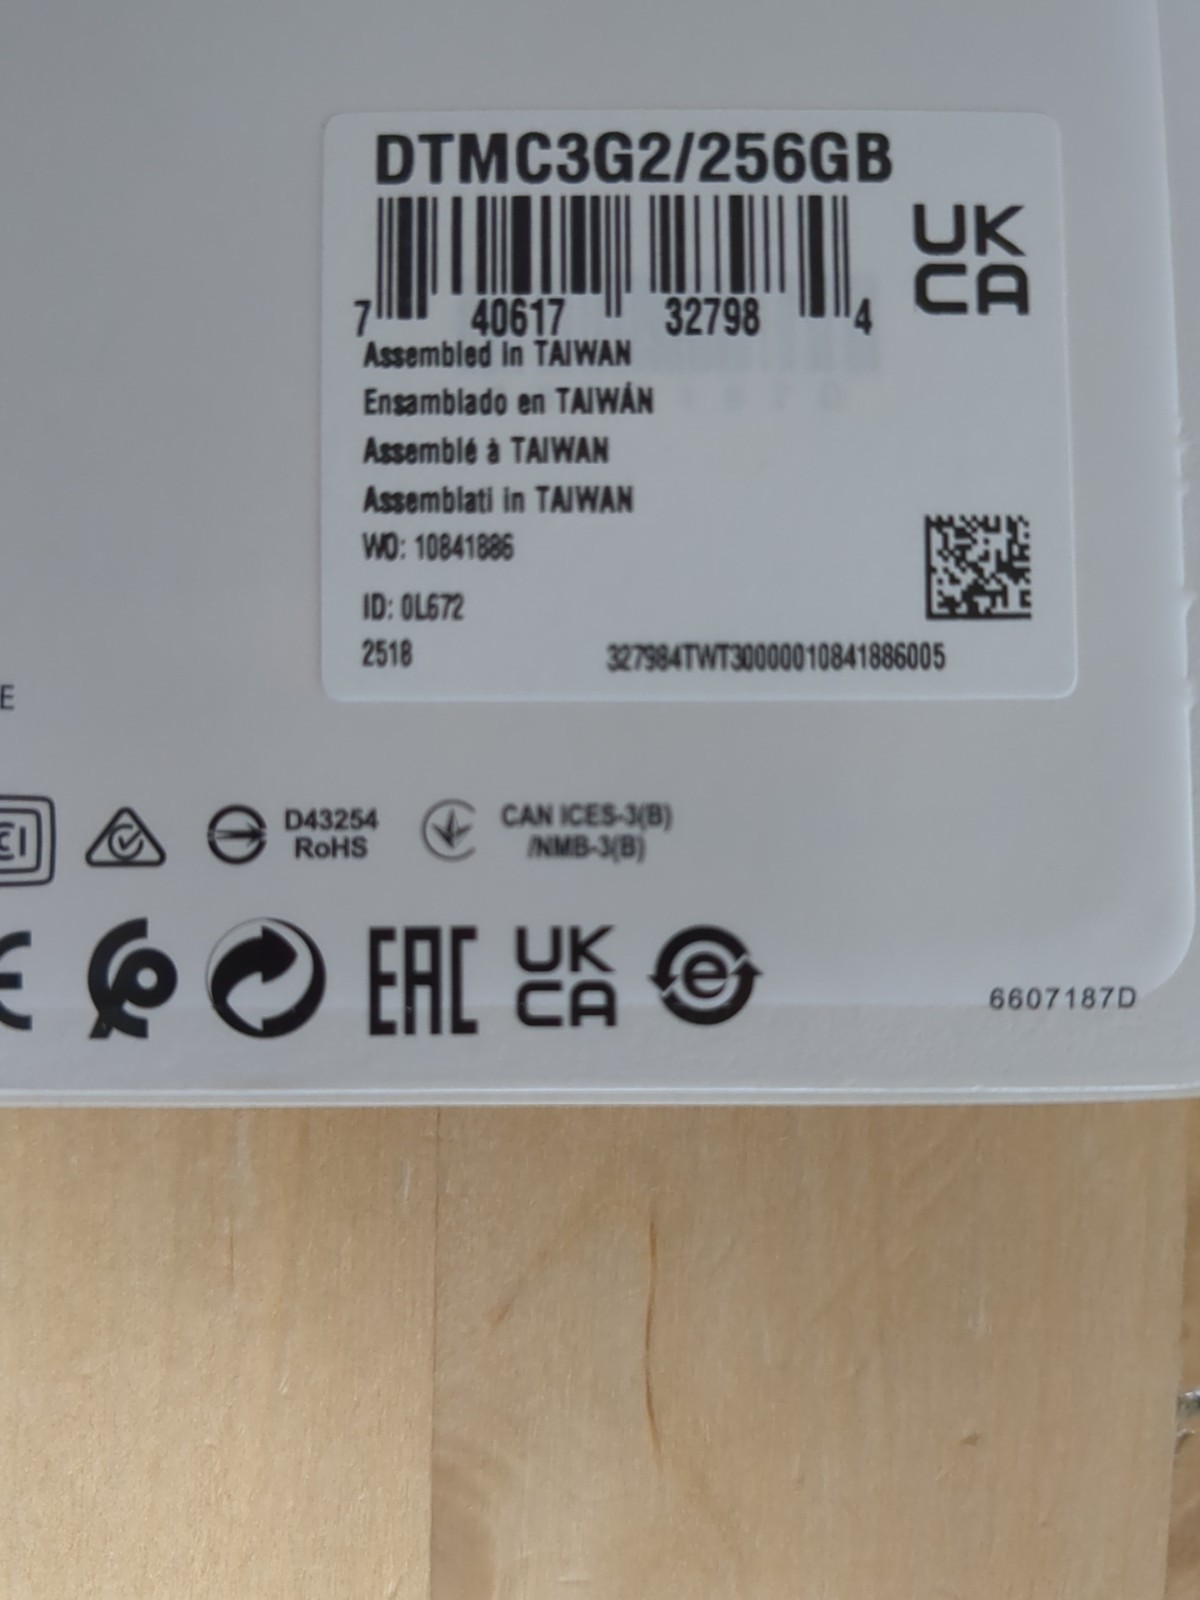 DTMC3G2/256GB
7 40617 32798 4
UK
CA
Assembled in TAIWAN
Ensamblado en TAIWÁN
Assemblé à TAIWAN
Assemblati in TAIWAN
WO: 10841886
ID: 0L672
2518
327984TWT30000010841886005
E
D43254
RoHS
CAN ICES-3(B)
/NMB-3(B)
CE
EAC
UK
CA
e
6607187D